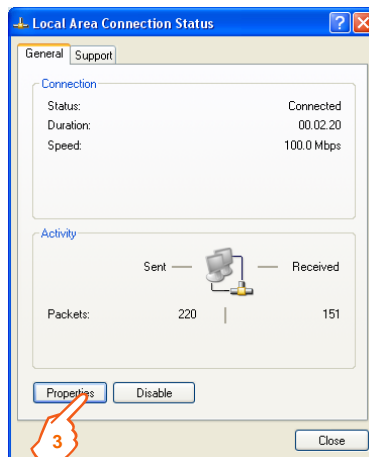 Local Area Connection Status
General Support
Connection
Status: Connected
Duration: 00.02.20
Speed: 100.0 Mbps
Activity
Sent — — Received
Packets: 220 | 151
Properties Disable
3
Close